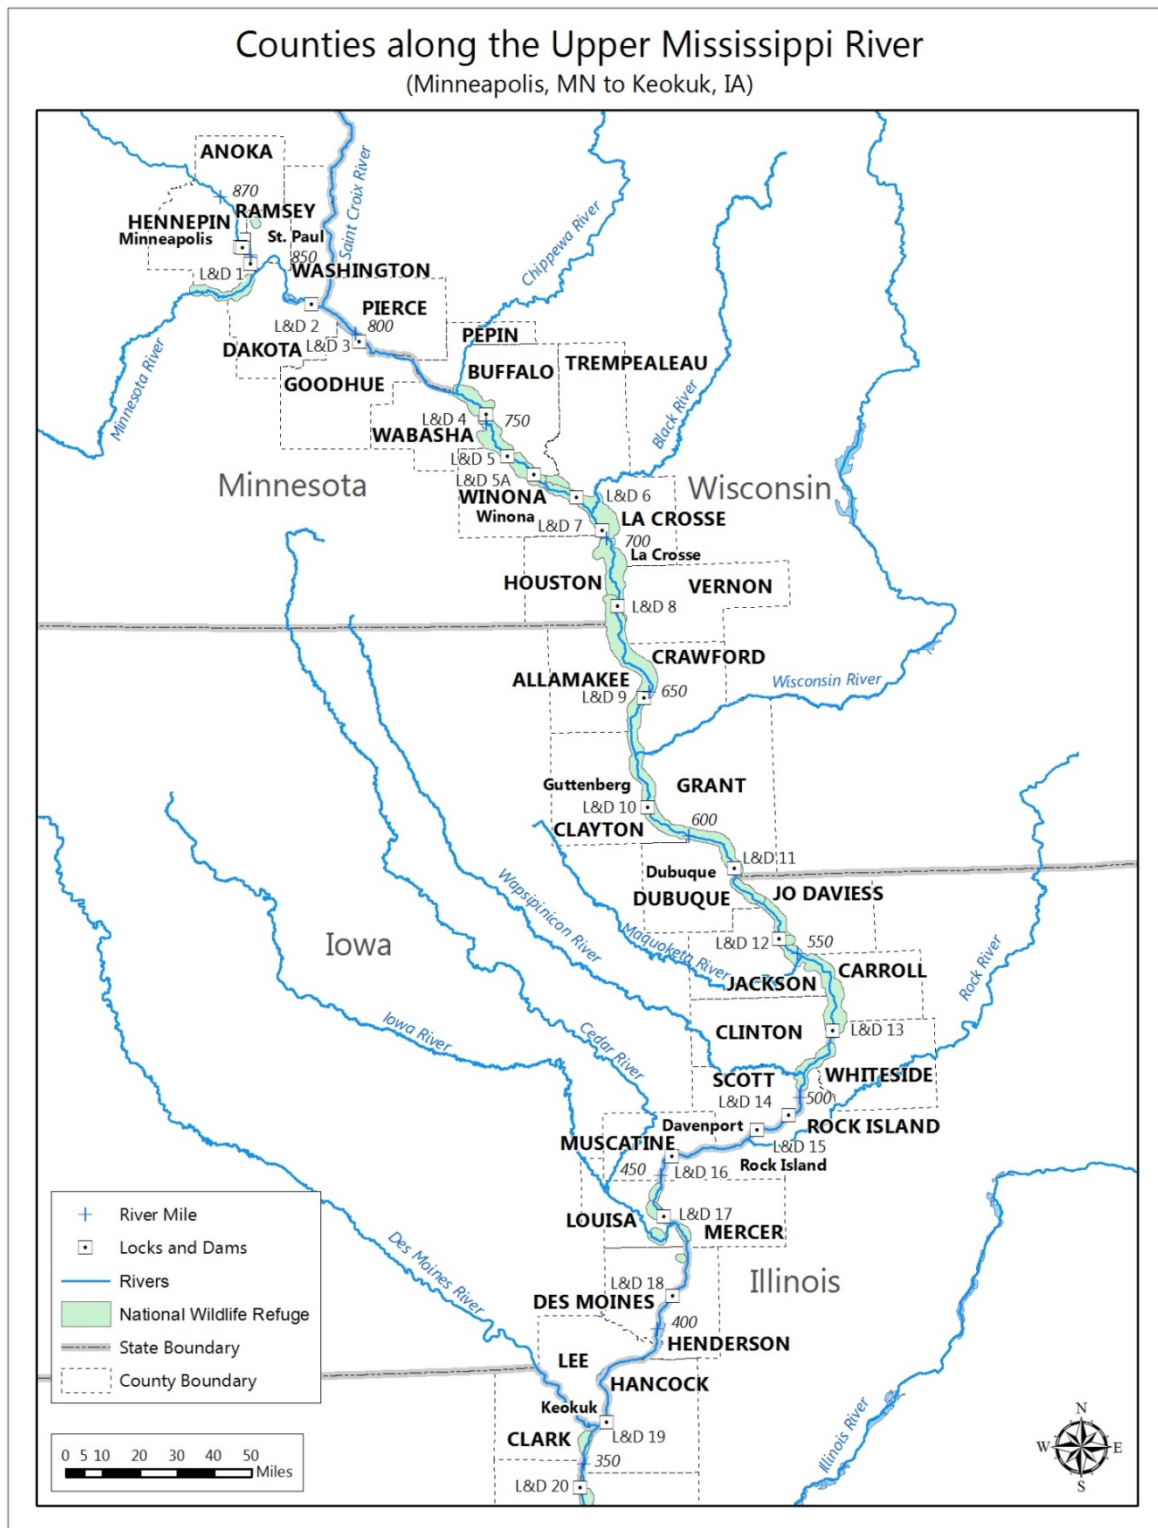 Counties along the Upper Mississippi River
(Minneapolis, MN to Keokuk, IA)
ANOKA
870
RAMSEY
HENNEPIN
Minneapolis
St. Paul
Saint Croix River
850
L&D 1
WASHINGTON
Chippewa River
L&D 2
PIERCE
800
L&D 3
PEPIN
DAKOTA
Minnesota River
GOODHUE
BUFFALO
TREMPEALEAU
L&D 4
750
Black River
WABASHA
L&D 5
L&D 5A
Minnesota
Wisconsin
WINONA
L&D 6
Winona
LA CROSSE
L&D 7
700
La Crosse
HOUSTON
VERNON
L&D 8
CRAWFORD
ALLAMAKEE
Wisconsin River
L&D 9
650
Guttenberg
GRANT
L&D 10
600
CLAYTON
L&D 11
Dubuque
Wapsipinicon River
DUBUQUE
JO DAVIESS
Maquoketa River
Iowa
L&D 12
550
Rock River
CARROLL
JACKSON
Iowa River
Cedar River
CLINTON
L&D 13
SCOTT
WHITESIDE
L&D 14
500
Davenport
ROCK ISLAND
MUSCATINE
L&D 15
450
L&D 16
Rock Island
LOUISA
L&D 17
MERCER
Des Moines River
L&D 18
Illinois
DES MOINES
400
HENDERSON
LEE
HANCOCK
Keokuk
L&D 19
CLARK
350
L&D 20
Illinois River
River Mile
Locks and Dams
Rivers
National Wildlife Refuge
State Boundary
County Boundary
0 5 10 20 30 40 50
Miles
N
W E
S